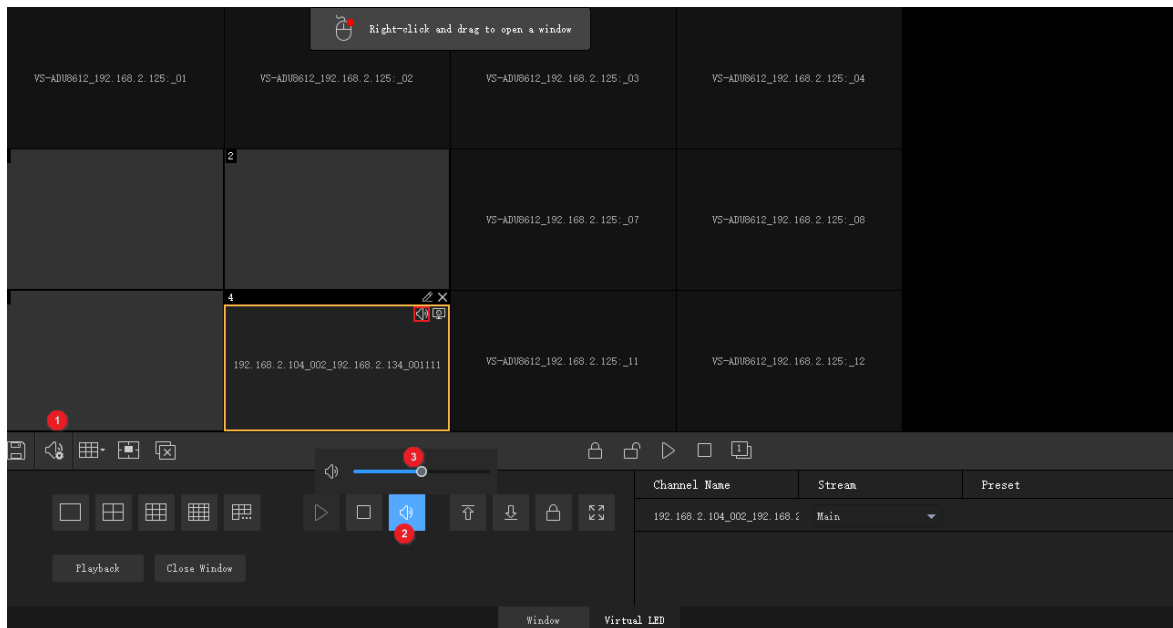 Right-click and drag to open a window
VS-ADU8612_192.168.2.125:_01
VS-ADU8612_192.168.2.125:_02
VS-ADU8612_192.168.2.125:_03
VS-ADU8612_192.168.2.125:_04
2
VS-ADU8612_192.168.2.125:_07
VS-ADU8612_192.168.2.125:_08
4
192.168.2.104_002_192.168.2.134_001111
VS-ADU8612_192.168.2.125:_11
VS-ADU8612_192.168.2.125:_12
1
1
3
Channel Name
Stream
Preset
192.168.2.104_002_192.168.2
Main
2
Playback
Close Window
Window
Virtual LED